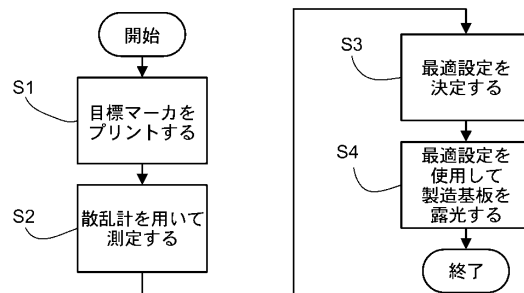 開始
S1
目標マーカを
プリントする
S2
散乱計を用いて
測定する
S3
最適設定を
決定する
S4
最適設定を
使用して
製造基板を
露光する
終了